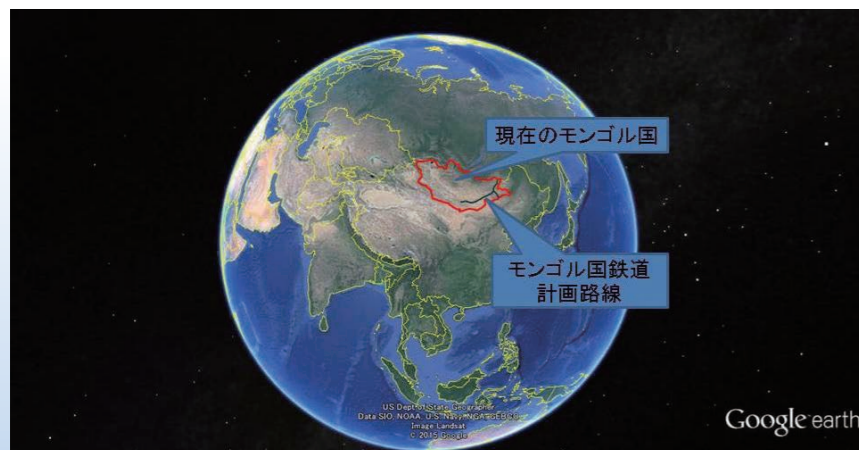 現在のモンゴル国
モンゴル国鉄道
計画路線
US Dept of State Geographer
Data SIO, NOAA, U.S. Navy, NGA, GEBCO
Image Landsat
© 2015 Google
Google earth